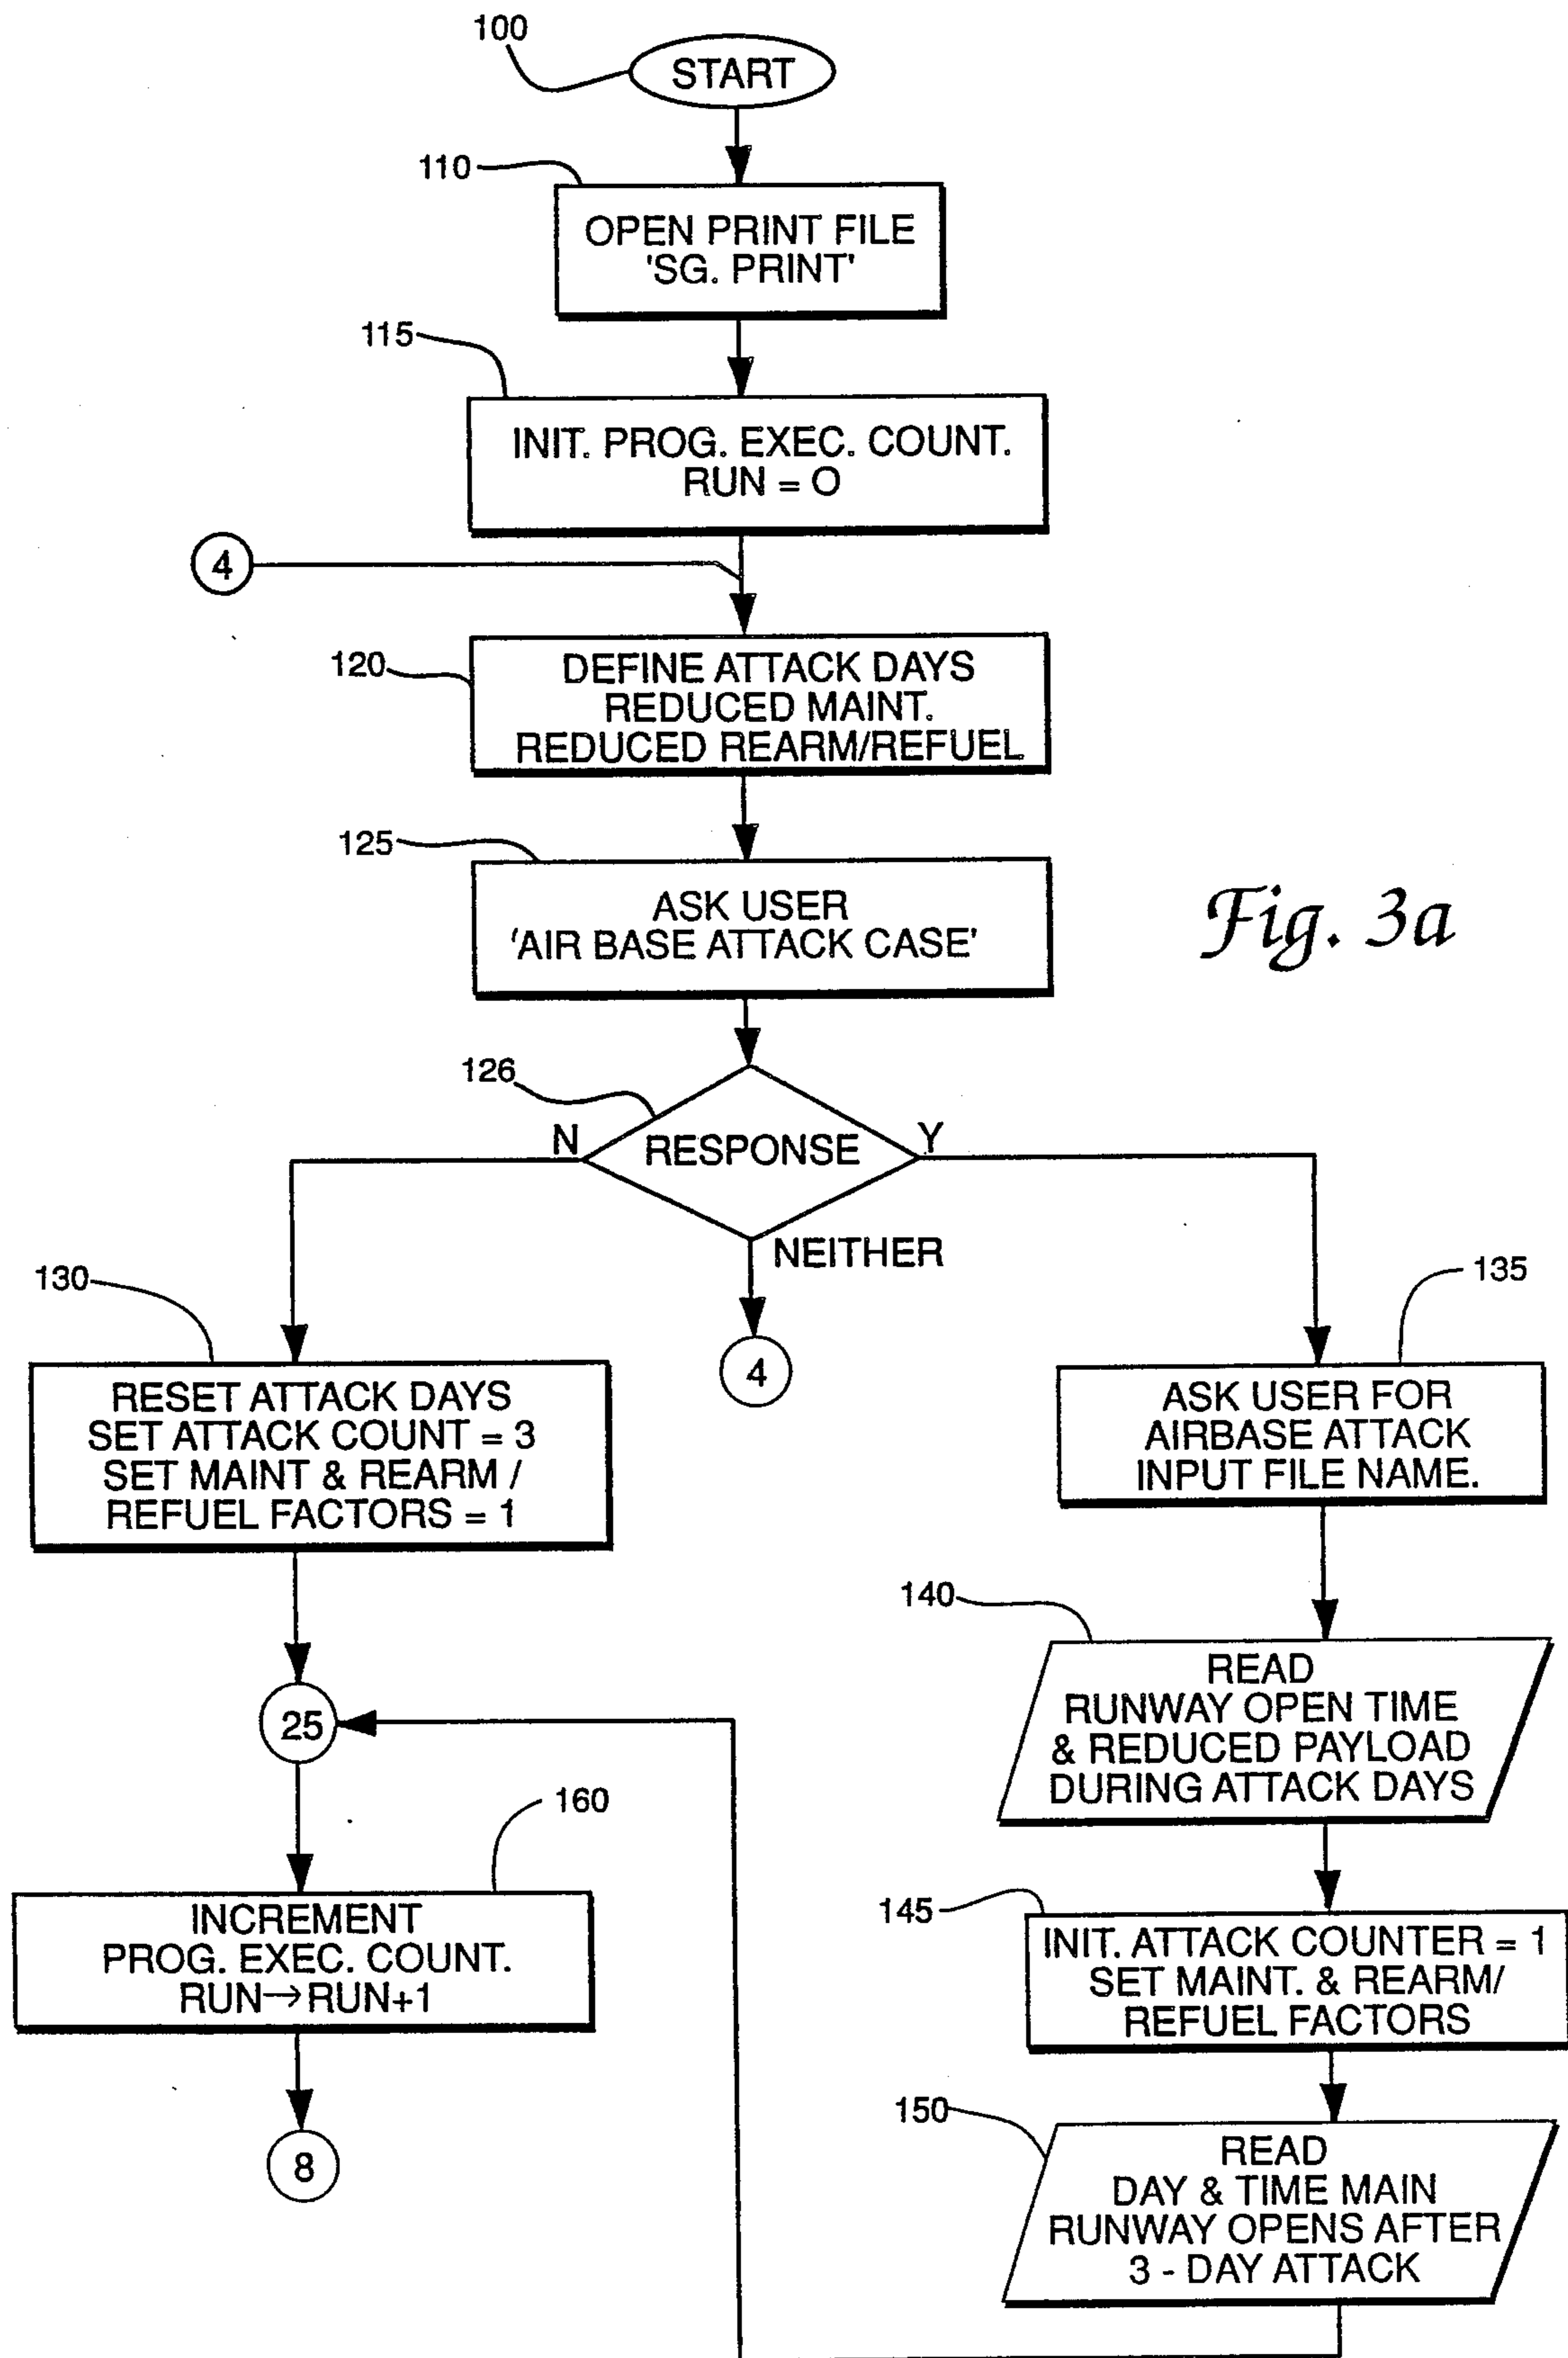 100
START
110
OPEN PRINT FILE
'SG. PRINT'
115
INIT. PROG. EXEC. COUNT.
RUN = O
4
120
DEFINE ATTACK DAYS
REDUCED MAINT.
REDUCED REARM/REFUEL
125
ASK USER
'AIR BASE ATTACK CASE'
Fig. 3a
126
N
RESPONSE
Y
NEITHER
4
130
RESET ATTACK DAYS
SET ATTACK COUNT = 3
SET MAINT & REARM /
REFUEL FACTORS = 1
135
ASK USER FOR
AIRBASE ATTACK
INPUT FILE NAME.
140
READ
RUNWAY OPEN TIME
& REDUCED PAYLOAD
DURING ATTACK DAYS
25
160
INCREMENT
PROG. EXEC. COUNT.
RUN→RUN+1
145
INIT. ATTACK COUNTER = 1
SET MAINT. & REARM/
REFUEL FACTORS
8
150
READ
DAY & TIME MAIN
RUNWAY OPENS AFTER
3 - DAY ATTACK